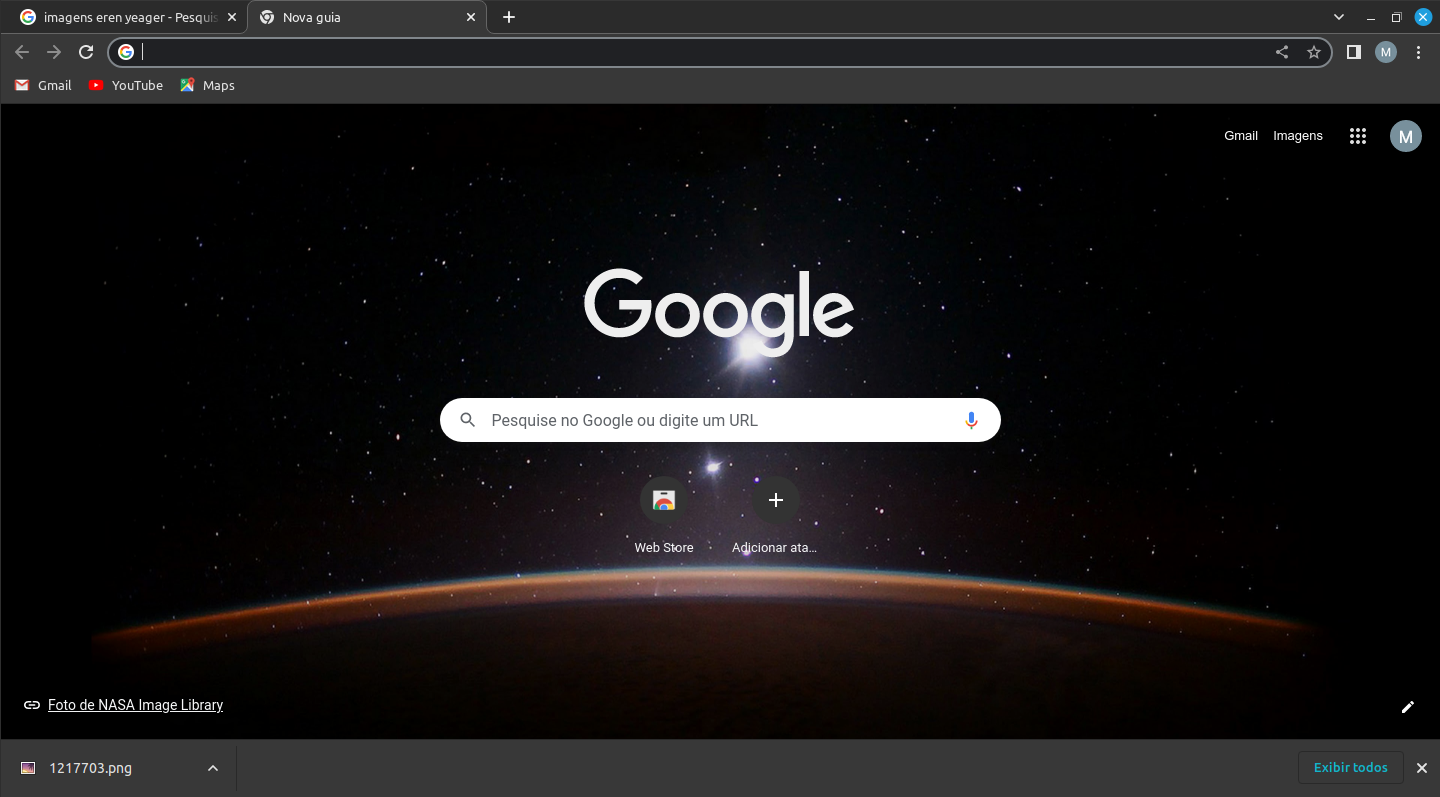 imagens eren yeager - Pesquis
Nova guia
M
Gmail
YouTube
Maps
Gmail
Imagens
M
Google
Pesquise no Google ou digite um URL
Web Store
Adicionar ata...
Foto de NASA Image Library
1217703.png
Exibir todos